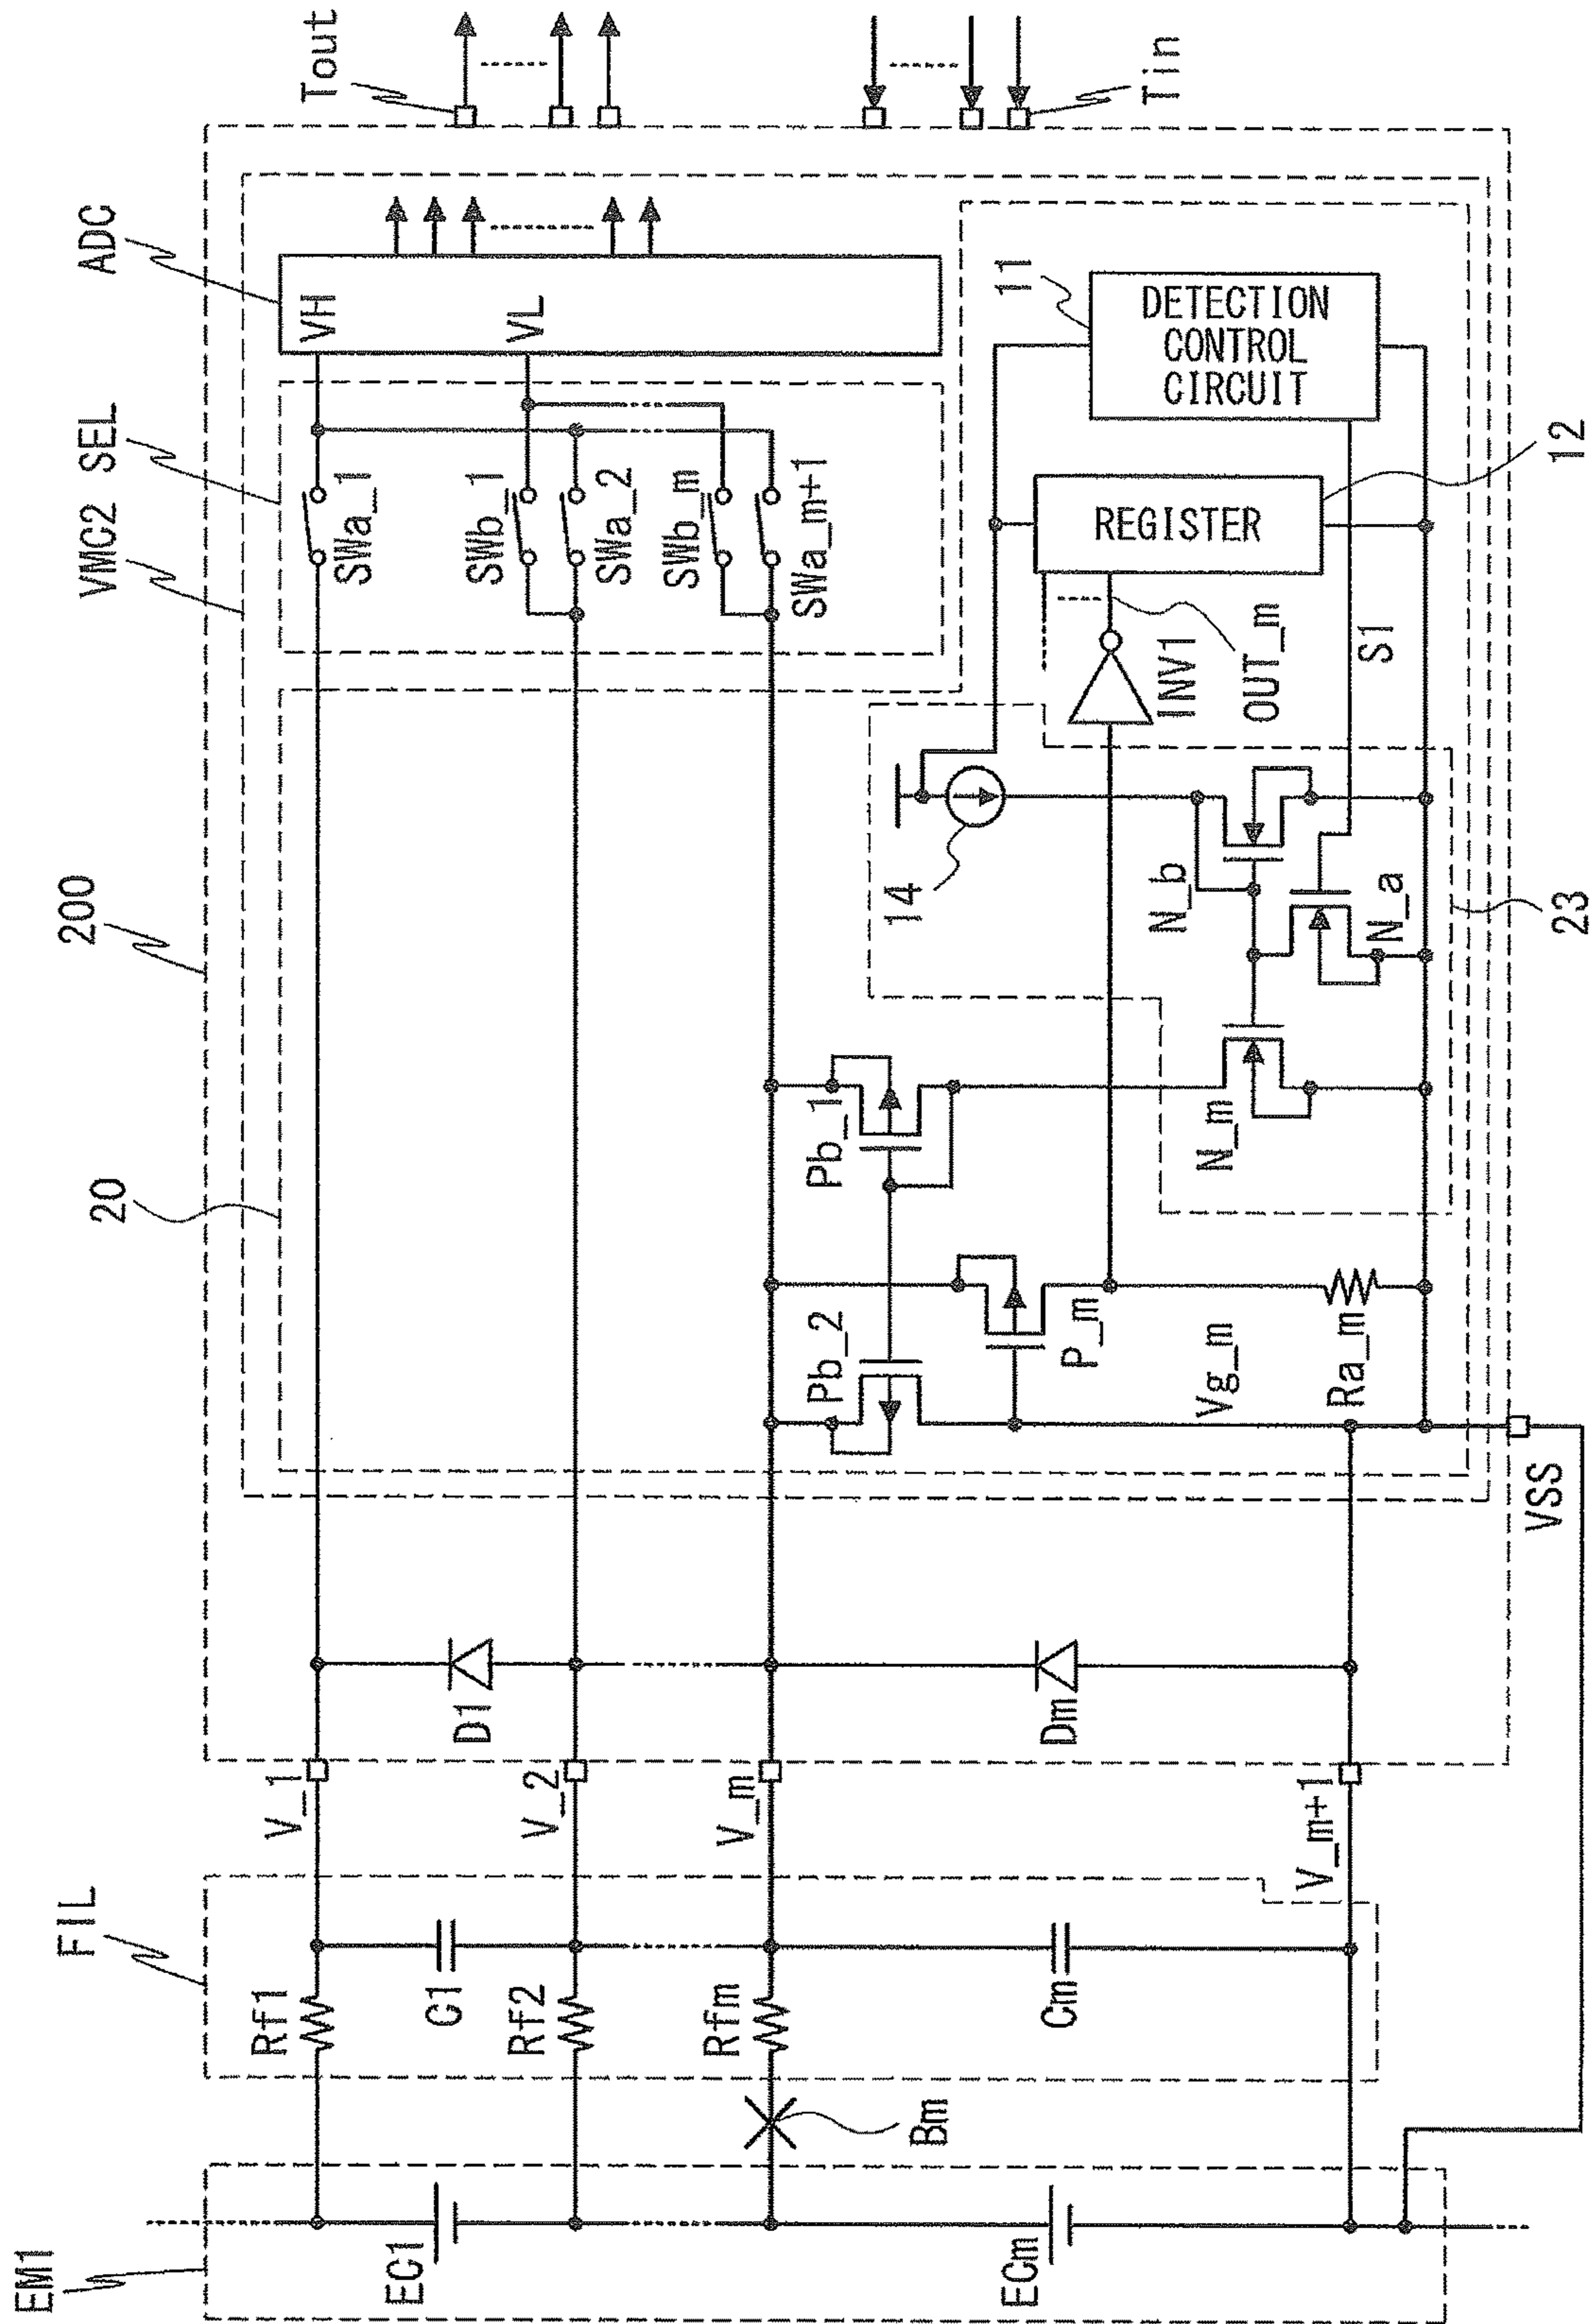 Tout
Tin
ADC
VMC2
SEL
200
20
VH
VL
SWa_1
SWb_1
SWa_2
SWb_m
SWa_m+1
11
DETECTION
CONTROL
CIRCUIT
REGISTER
12
INV1
OUT_m
S1
14
N_b
N_a
23
N_m
Pb_1
Pb_2
P_m
Vg_m
Ra_m
VSS
D1
Dm
V_1
V_2
V_m
V_m+1
FIL
Rf1
G1
Rf2
Rfm
Cm
Bm
EM1
EG1
ECm